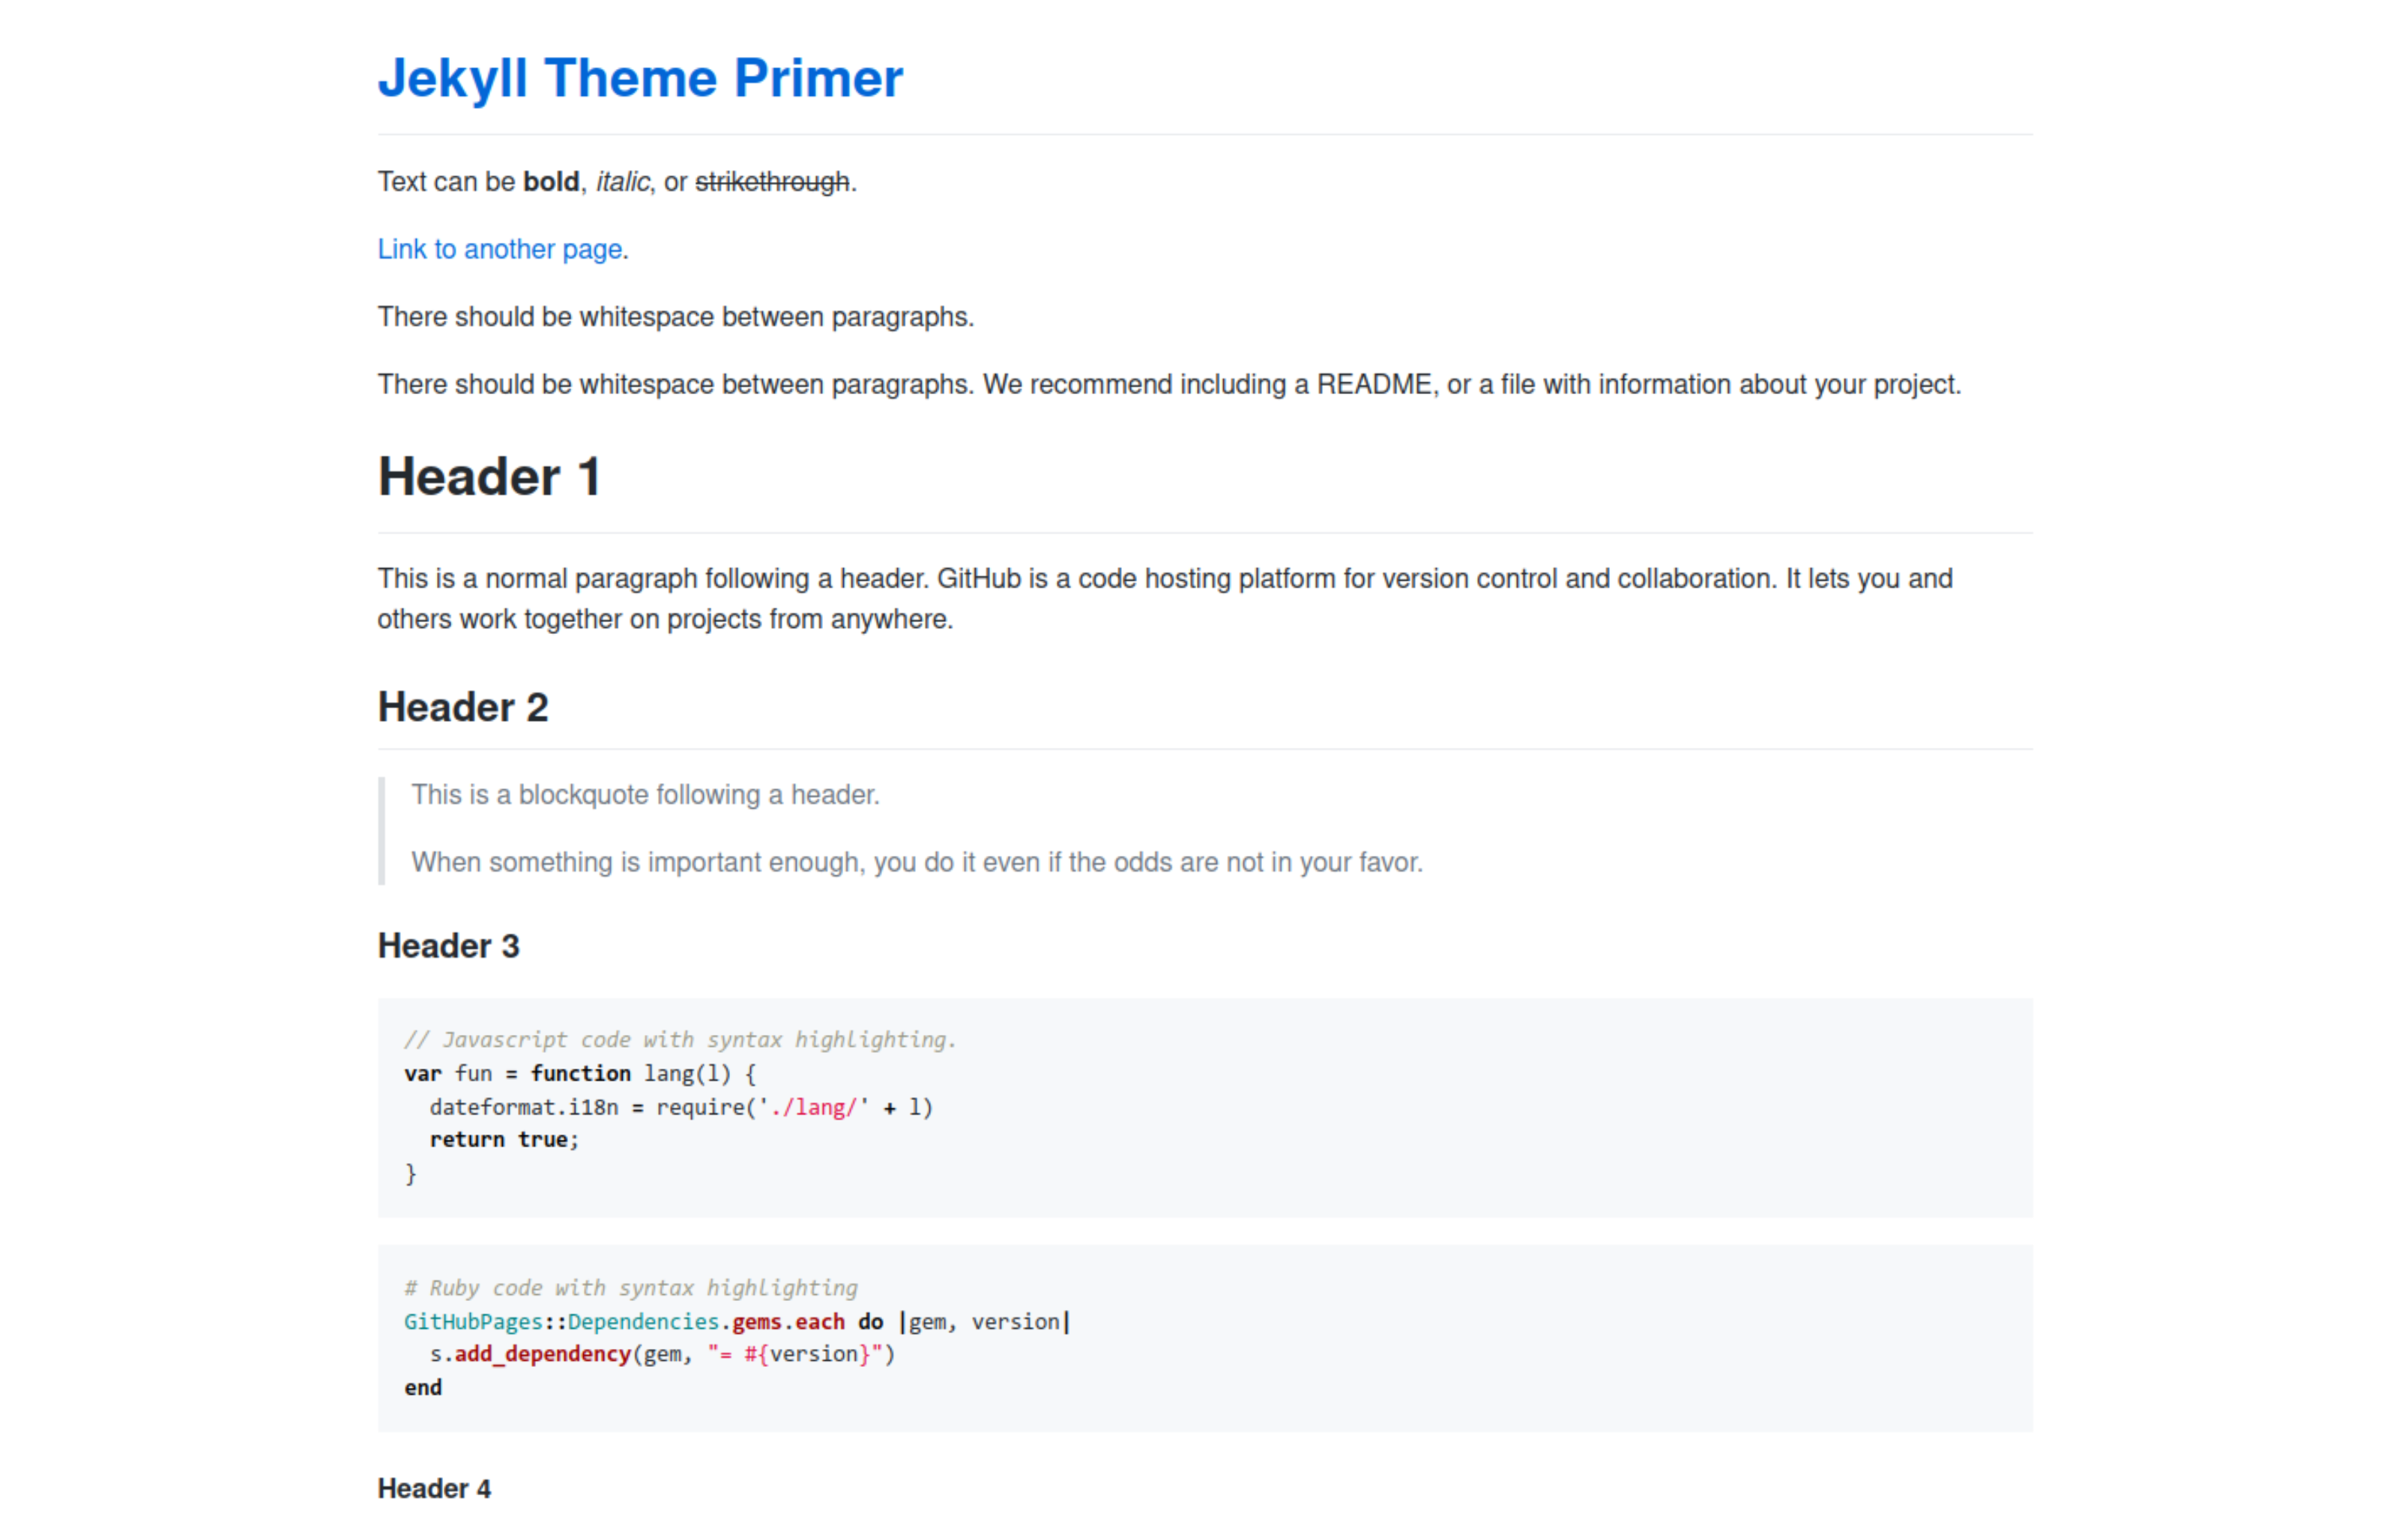 Jekyll Theme Primer
Text can be bold, italic, or strikethrough.
Link to another page.
There should be whitespace between paragraphs.
There should be whitespace between paragraphs. We recommend including a README, or a file with information about your project.
Header 1
This is a normal paragraph following a header. GitHub is a code hosting platform for version control and collaboration. It lets you and
others work together on projects from anywhere.
Header 2
This is a blockquote following a header.
When something is important enough, you do it even if the odds are not in your favor.
Header 3
// Javascript code with syntax highlighting.
var fun = function lang(l) {
  dateformat.i18n = require('./lang/' + l)
  return true;
}
# Ruby code with syntax highlighting
GitHubPages::Dependencies.gems.each do |gem, version|
  s.add_dependency(gem, "= #{version}")
end
Header 4